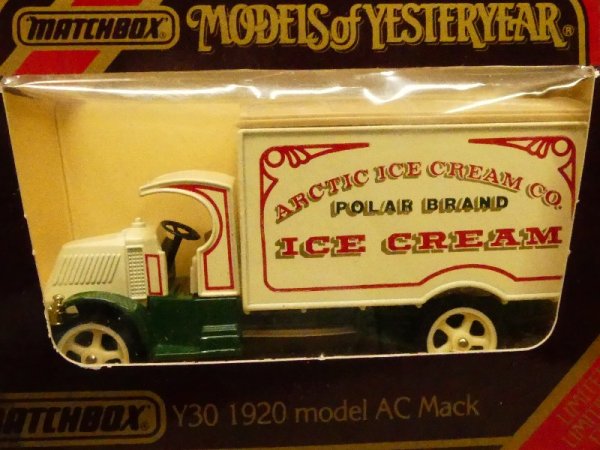 MATCHBOX®
MODELS of YESTERYEAR®
ARCTIC ICE CREAM CO.
POLAR BRAND
ICE CREAM
MATCHBOX®
Y30 1920 model AC Mack